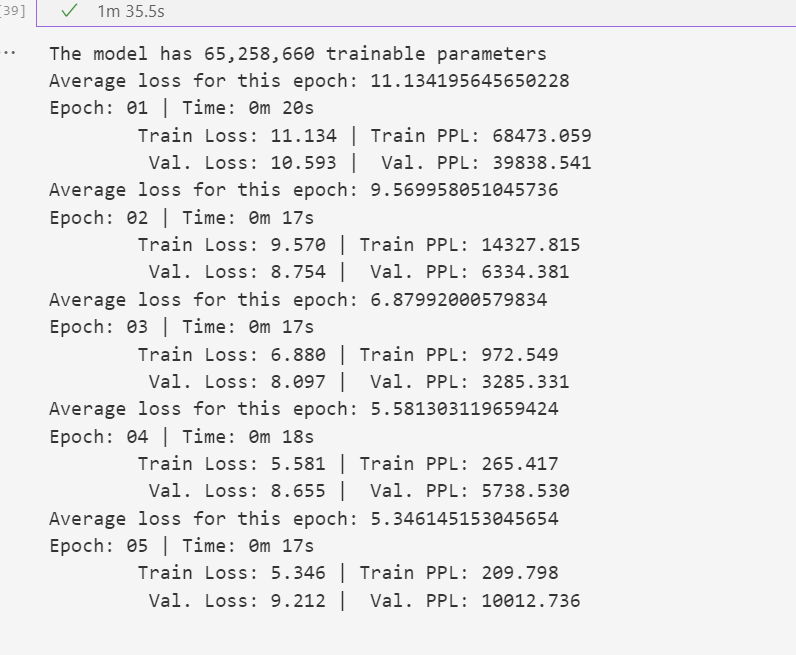 [39] ✓ 1m 35.5s
... The model has 65,258,660 trainable parameters
Average loss for this epoch: 11.134195645650228
Epoch: 01 | Time: 0m 20s
Train Loss: 11.134 | Train PPL: 68473.059
Val. Loss: 10.593 | Val. PPL: 39838.541
Average loss for this epoch: 9.569958051045736
Epoch: 02 | Time: 0m 17s
Train Loss: 9.570 | Train PPL: 14327.815
Val. Loss: 8.754 | Val. PPL: 6334.381
Average loss for this epoch: 6.87992000579834
Epoch: 03 | Time: 0m 17s
Train Loss: 6.880 | Train PPL: 972.549
Val. Loss: 8.097 | Val. PPL: 3285.331
Average loss for this epoch: 5.581303119659424
Epoch: 04 | Time: 0m 18s
Train Loss: 5.581 | Train PPL: 265.417
Val. Loss: 8.655 | Val. PPL: 5738.530
Average loss for this epoch: 5.346145153045654
Epoch: 05 | Time: 0m 17s
Train Loss: 5.346 | Train PPL: 209.798
Val. Loss: 9.212 | Val. PPL: 10012.736